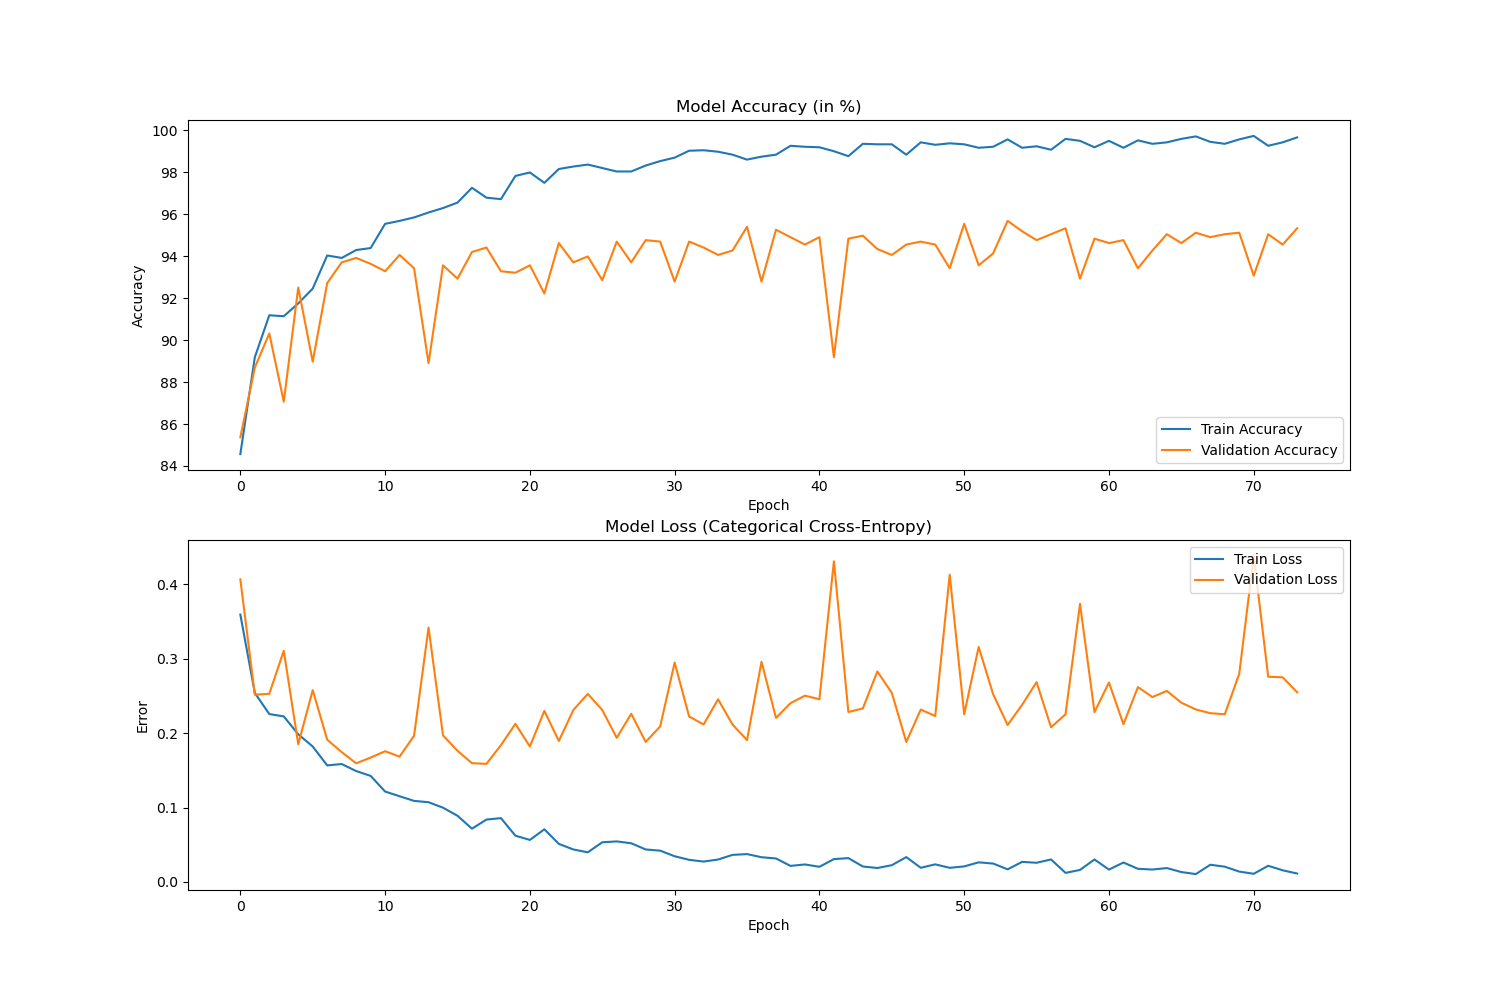 Model Accuracy (in %)
100
98
96
94
92
90
88
86
84
Accuracy
Train Accuracy
Validation Accuracy
0 10 20 30 40 50 60 70
Epoch
Model Loss (Categorical Cross-Entropy)
Train Loss
Validation Loss
0.4
0.3
0.2
0.1
0.0
Error
0 10 20 30 40 50 60 70
Epoch